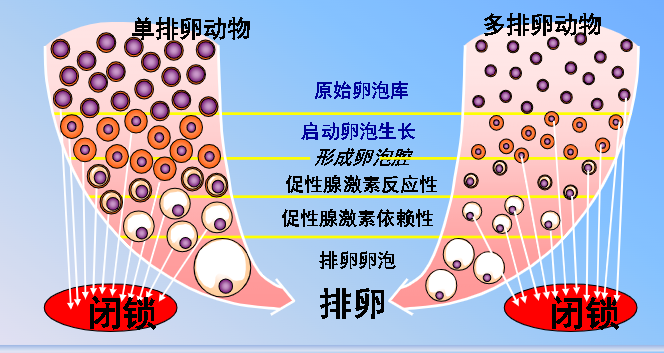 单排卵动物
多排卵动物
原始卵泡库
启动卵泡生长
形成卵泡腔
促性腺激素反应性
促性腺激素依赖性
排卵卵泡
排卵
闭锁
闭锁